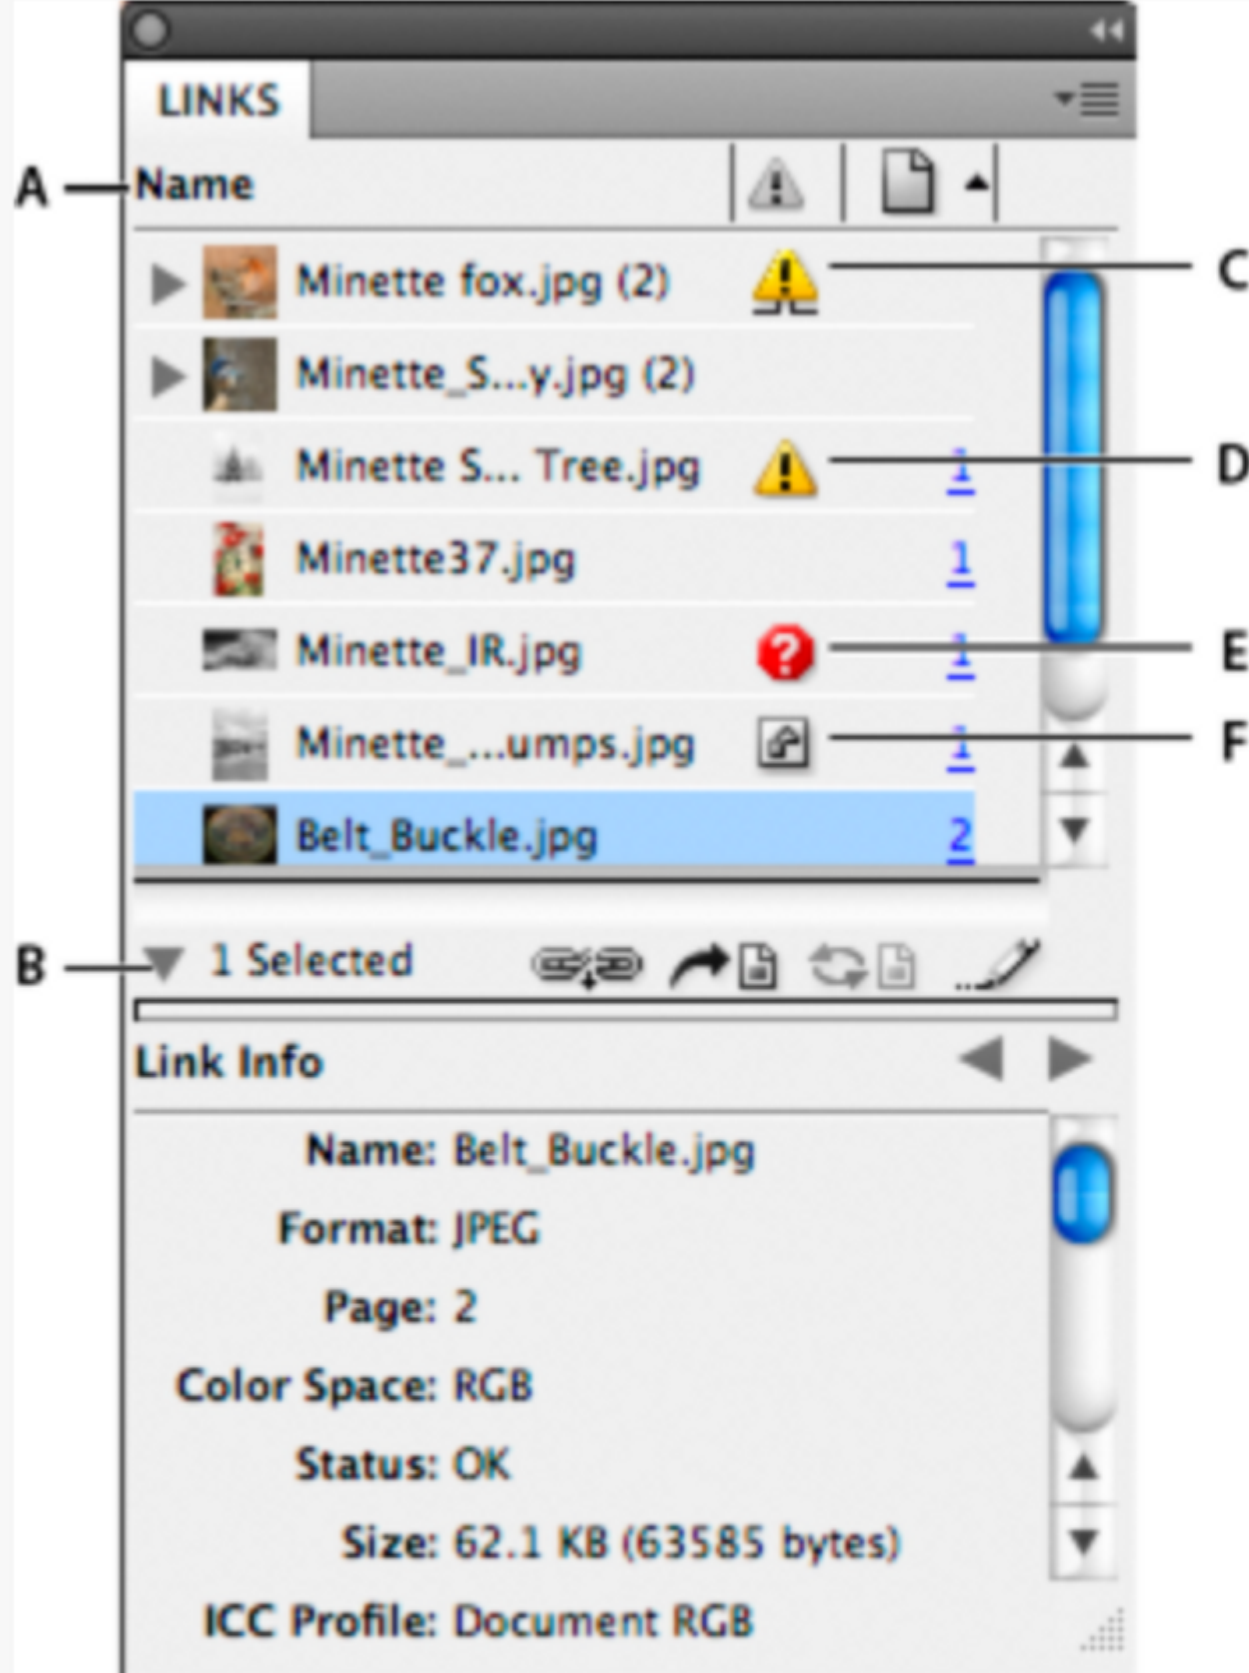 LINKS
A Name
Minette fox.jpg (2) C
Minette_S...y.jpg (2)
Minette S... Tree.jpg 1 D
Minette37.jpg 1
Minette_IR.jpg ? 1 E
Minette_...umps.jpg 1 F
Belt_Buckle.jpg 2
B 1 Selected
Link Info
Name: Belt_Buckle.jpg
Format: JPEG
Page: 2
Color Space: RGB
Status: OK
Size: 62.1 KB (63585 bytes)
ICC Profile: Document RGB